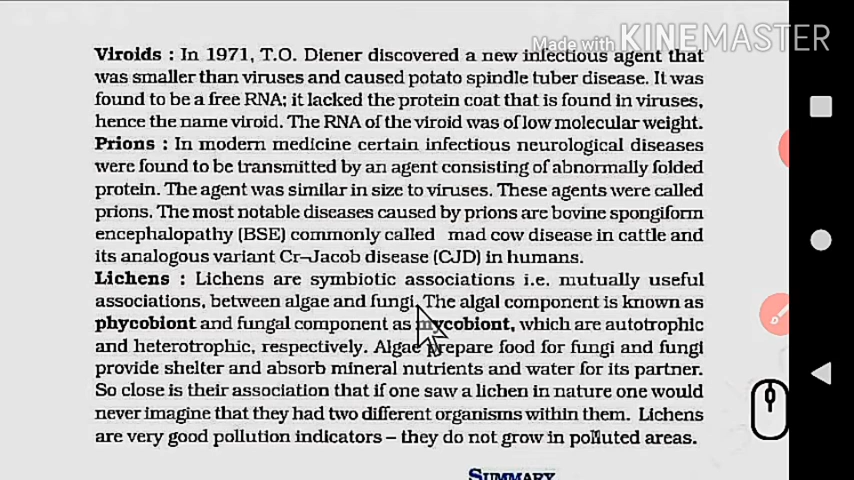 Made with KINEMASTER
Viroids : In 1971, T.O. Diener discovered a new infectious agent that
was smaller than viruses and caused potato spindle tuber disease. It was
found to be a free RNA; it lacked the protein coat that is found in viruses,
hence the name viroid. The RNA of the viroid was of low molecular weight.
Prions : In modern medicine certain infectious neurological diseases
were found to be transmitted by an agent consisting of abnormally folded
protein. The agent was similar in size to viruses. These agents were called
prions. The most notable diseases caused by prions are bovine spongiform
encephalopathy (BSE) commonly called mad cow disease in cattle and
its analogous variant Cr–Jacob disease (CJD) in humans.
Lichens : Lichens are symbiotic associations i.e. mutually useful
associations, between algae and fungi. The algal component is known as
phycobiont and fungal component as mycobiont, which are autotrophic
and heterotrophic, respectively. Algae prepare food for fungi and fungi
provide shelter and absorb mineral nutrients and water for its partner.
So close is their association that if one saw a lichen in nature one would
never imagine that they had two different organisms within them. Lichens
are very good pollution indicators – they do not grow in polluted areas.
SUMMARY